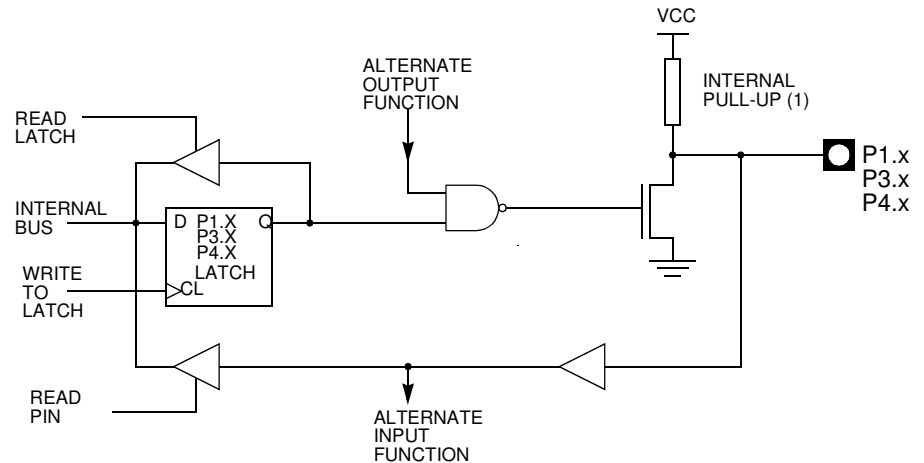 VCC
ALTERNATE
OUTPUT
FUNCTION
INTERNAL
PULL-UP (1)
READ
LATCH
P1.x
P3.x
P4.x
INTERNAL
BUS
D P1.X Q
P3.X
P4.X
LATCH
CL
WRITE
TO
LATCH
READ
PIN
ALTERNATE
INPUT
FUNCTION